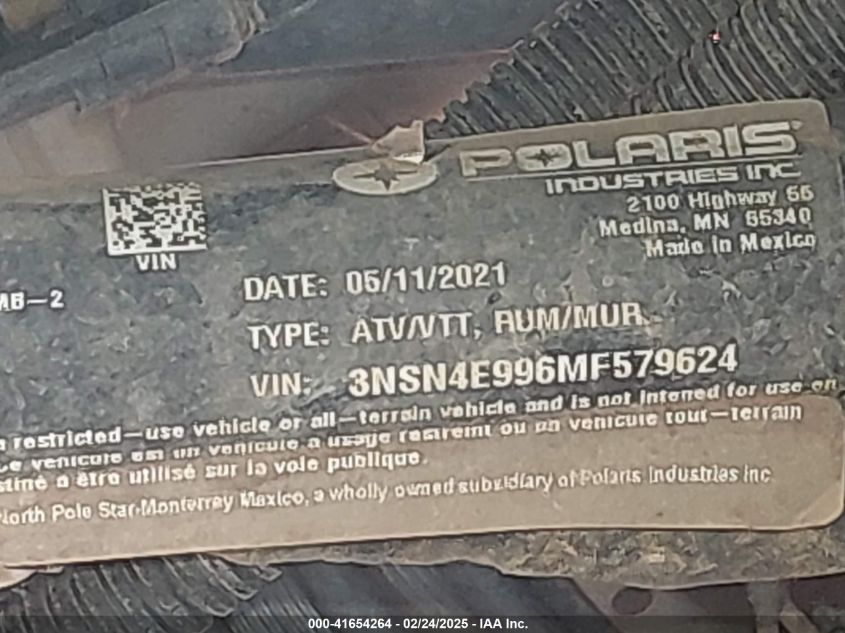 POLARIS
INDUSTRIES INC
2100 Highway 55
Medina, MN 55340
Made in Mexico
VIN
MB-2
DATE: 05/11/2021
TYPE: ATV/VTT, RUM/MUR
VIN: 3NSN4E996MF579624
restricted-use vehicle or all-terrain vehicle and is not intened for use on
ce vehicule est un vehicule a usage restreint ou un vehicule tout-terrain
stiné a être utilisé sur la voie publique.
North Pole Star-Monterrey Mexico, a wholly owned subsidiary of Polaris Industries Inc
000-41654264 - 02/24/2025 - IAA Inc.